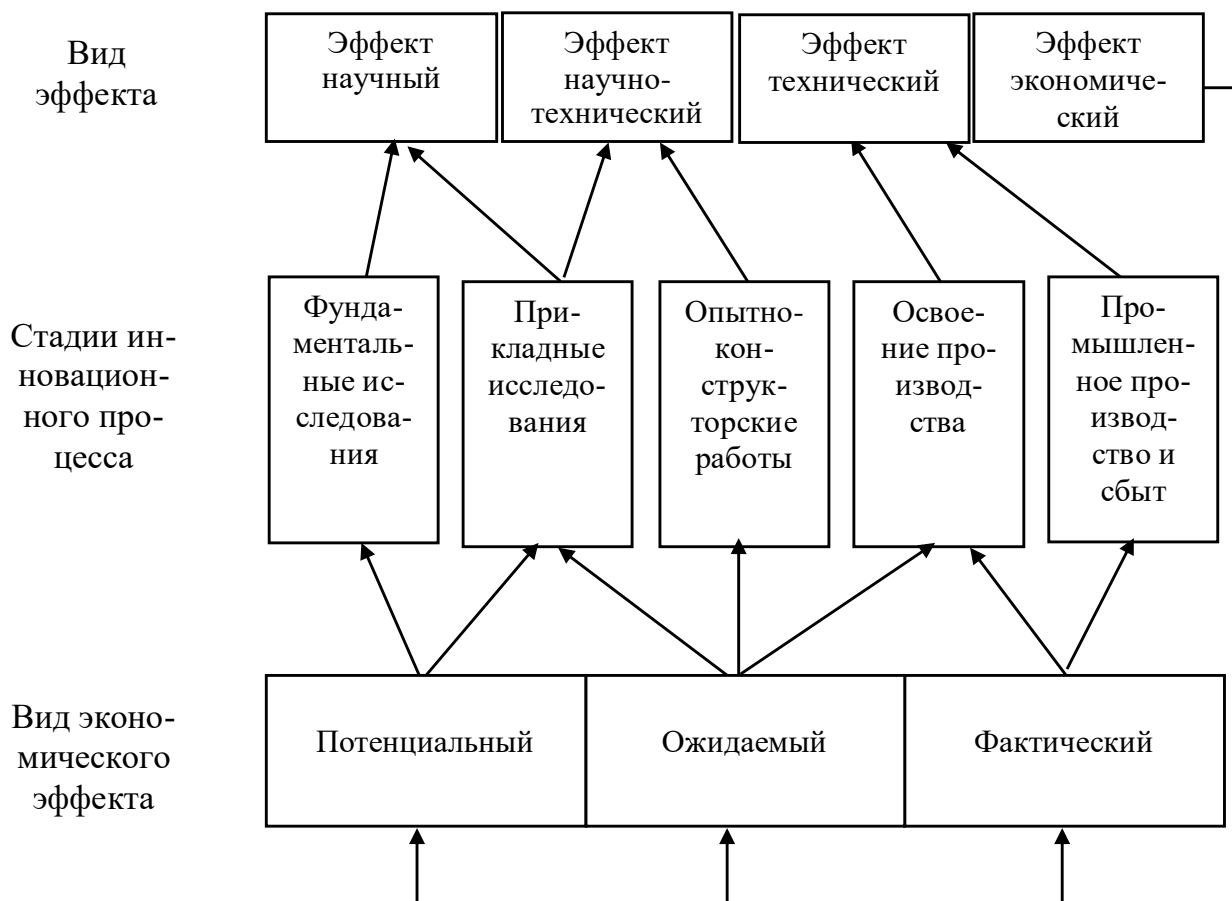 Вид
эффекта
Эффект
научный
Эффект
научно-
технический
Эффект
технический
Эффект
экономиче-
ский
Стадии ин-
новацион-
ного про-
цесса
Фунда-
менталь-
ные ис-
следова-
ния
При-
кладные
исследо-
вания
Опытно-
кон-
струк-
торские
работы
Освое-
ние про-
извод-
ства
Про-
мышлен-
ное про-
извод-
ство и
сбыт
Вид эконо-
мического
эффекта
Потенциальный
Ожидаемый
Фактический